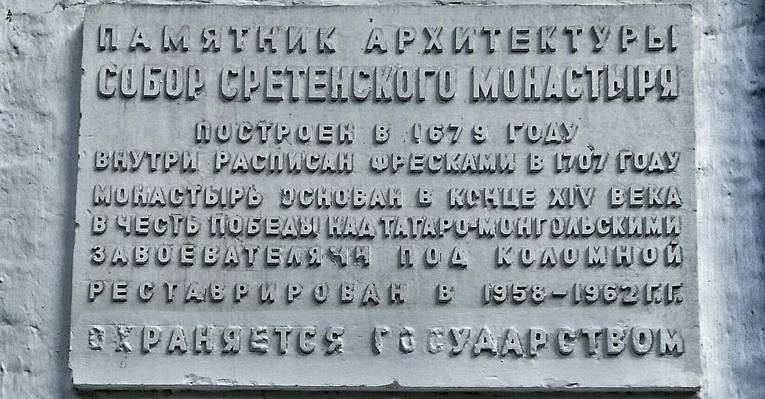 ПАМЯТНИК АРХИТЕКТУРЫ
СОБОР СРЕТЕНСКОГО МОНАСТЫРЯ
ПОСТРОЕН В 1679 ГОДУ
ВНУТРИ РАСПИСАН ФРЕСКАМИ В 1707 ГОДУ
МОНАСТЫРЬ ОСНОВАН В КОНЦЕ XIV ВЕКА
В ЧЕСТЬ ПОБЕДЫ НАД ТАТАРО-МОНГОЛЬСКИМИ
ЗАВОЕВАТЕЛЯМИ ПОД КОЛОМНОЙ
РЕСТАВРИРОВАН В 1958-1962 Г.Г.
ОХРАНЯЕТСЯ ГОСУДАРСТВОМ